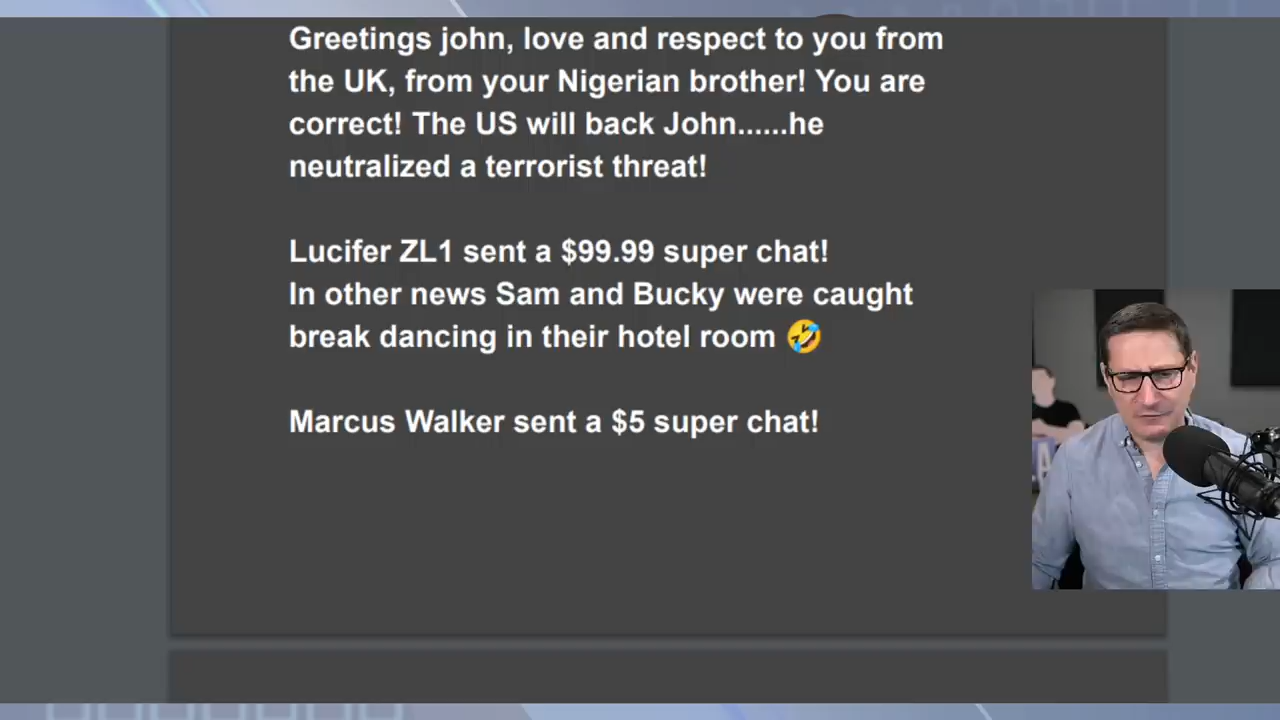 Greetings john, love and respect to you from
the UK, from your Nigerian brother! You are
correct! The US will back John......he
neutralized a terrorist threat!
Lucifer ZL1 sent a $99.99 super chat!
In other news Sam and Bucky were caught
break dancing in their hotel room 🤣
Marcus Walker sent a $5 super chat!